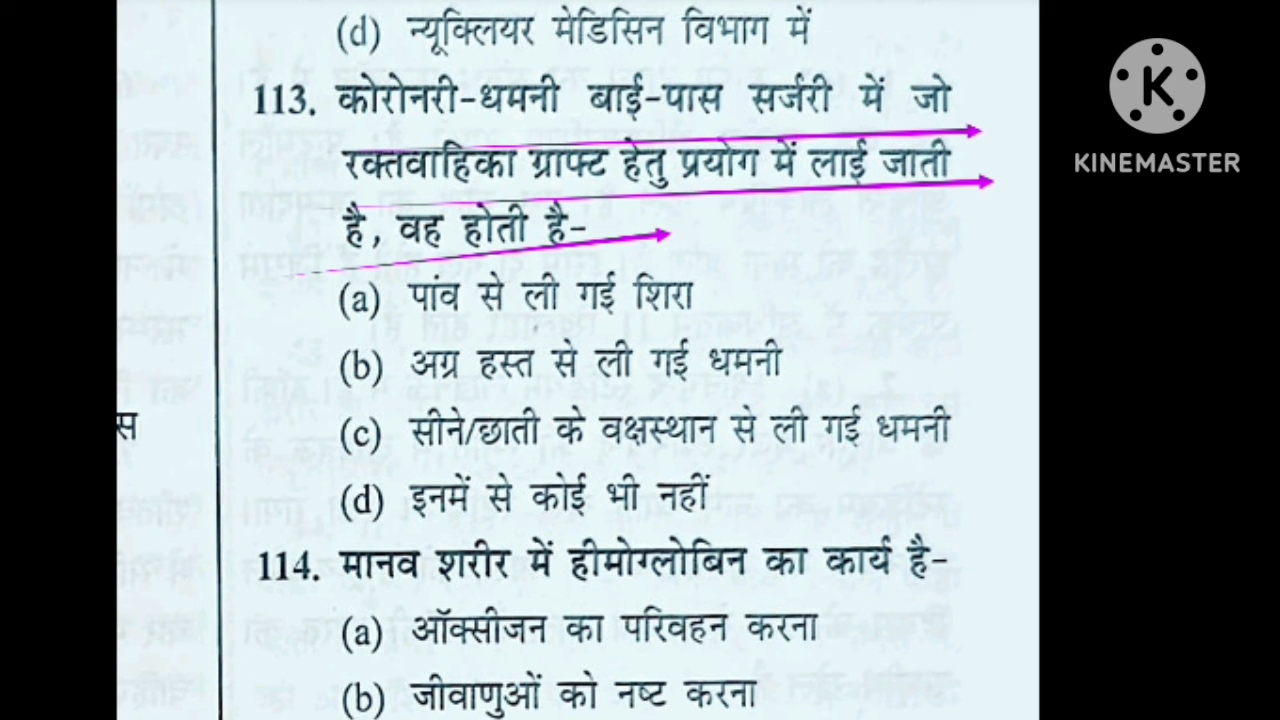 (d) न्यूक्लियर मेडिसिन विभाग में
113. कोरोनरी-धमनी बाई-पास सर्जरी में जो
रक्तवाहिका ग्राफ्ट हेतु प्रयोग में लाई जाती
है, वह होती है-
(a) पांव से ली गई शिरा
(b) अग्र हस्त से ली गई धमनी
(c) सीने/छाती के वक्षस्थान से ली गई धमनी
स
(d) इनमें से कोई भी नहीं
114. मानव शरीर में हीमोग्लोबिन का कार्य है-
(a) ऑक्सीजन का परिवहन करना
(b) जीवाणुओं को नष्ट करना
K
KINEMASTER